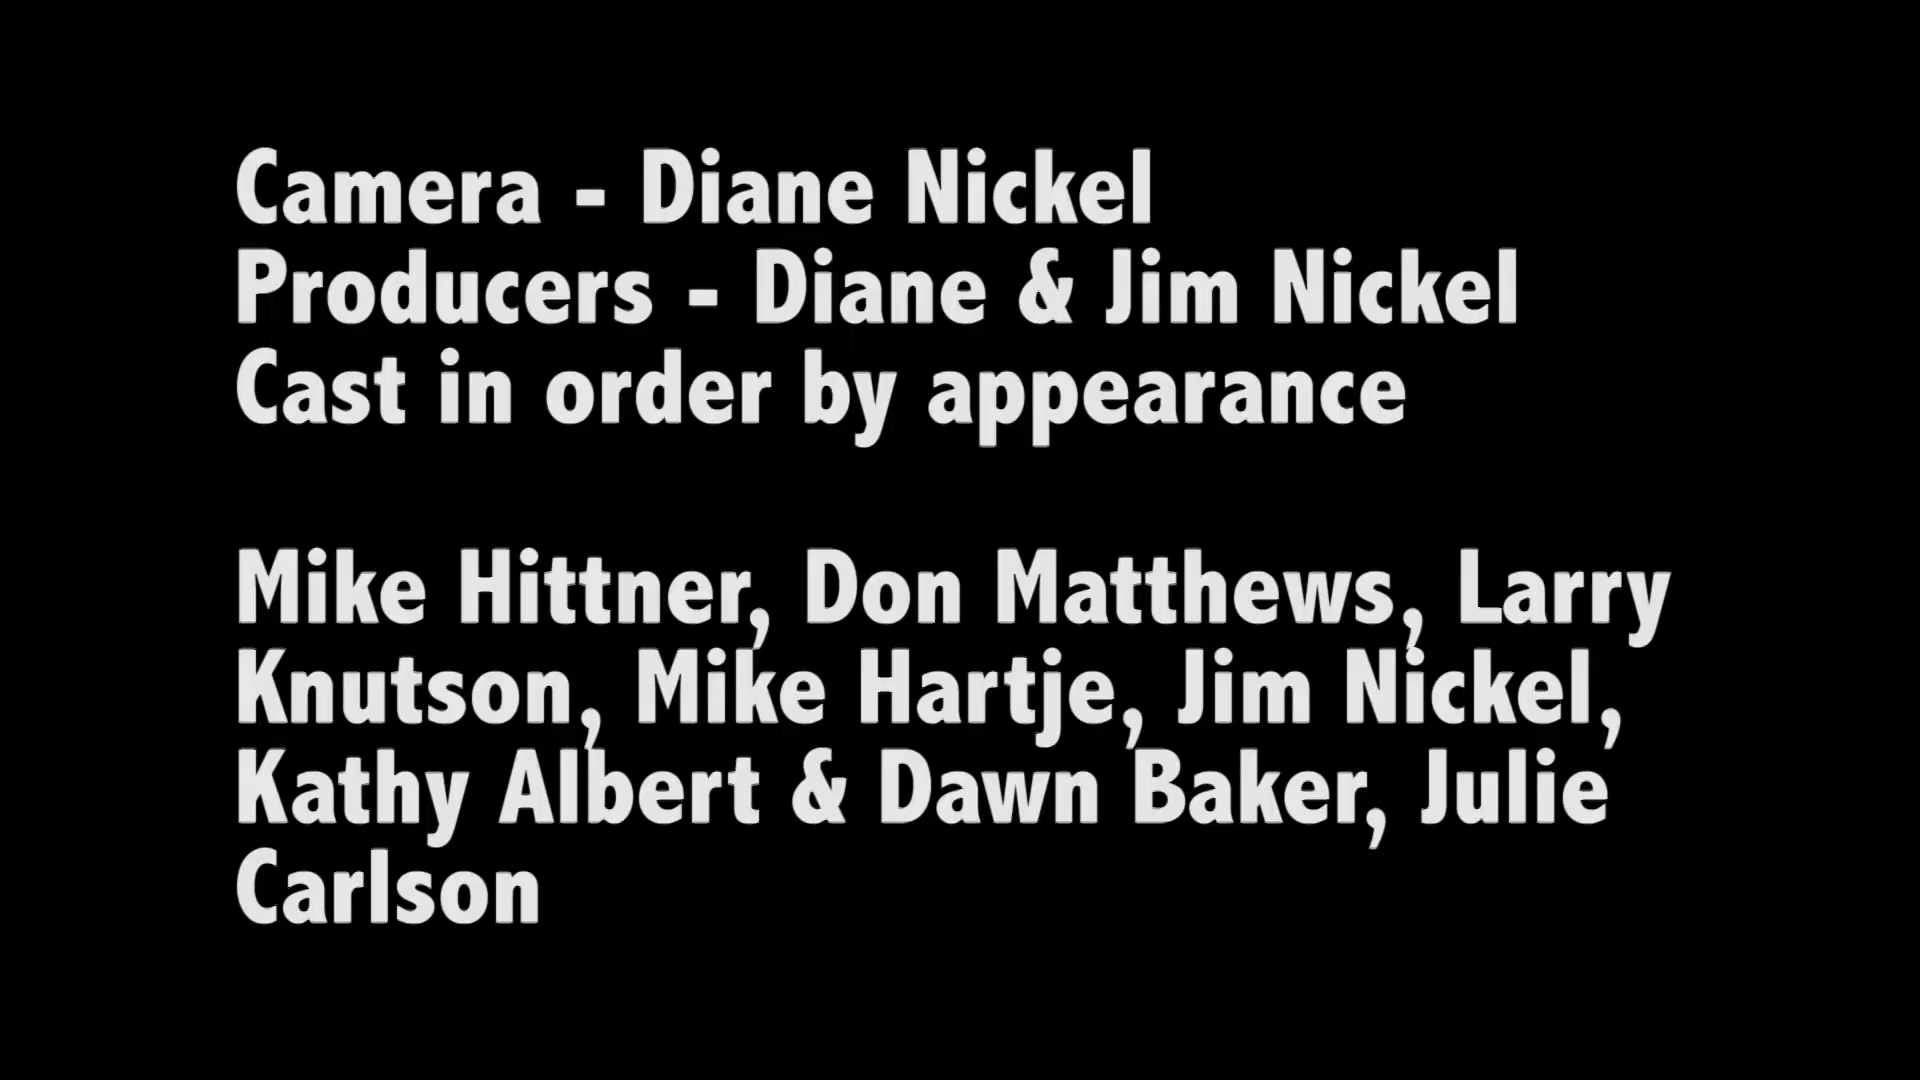 Camera - Diane Nickel
Producers - Diane & Jim Nickel
Cast in order by appearance
Mike Hittner, Don Matthews, Larry
Knutson, Mike Hartje, Jim Nickel,
Kathy Albert & Dawn Baker, Julie
Carlson